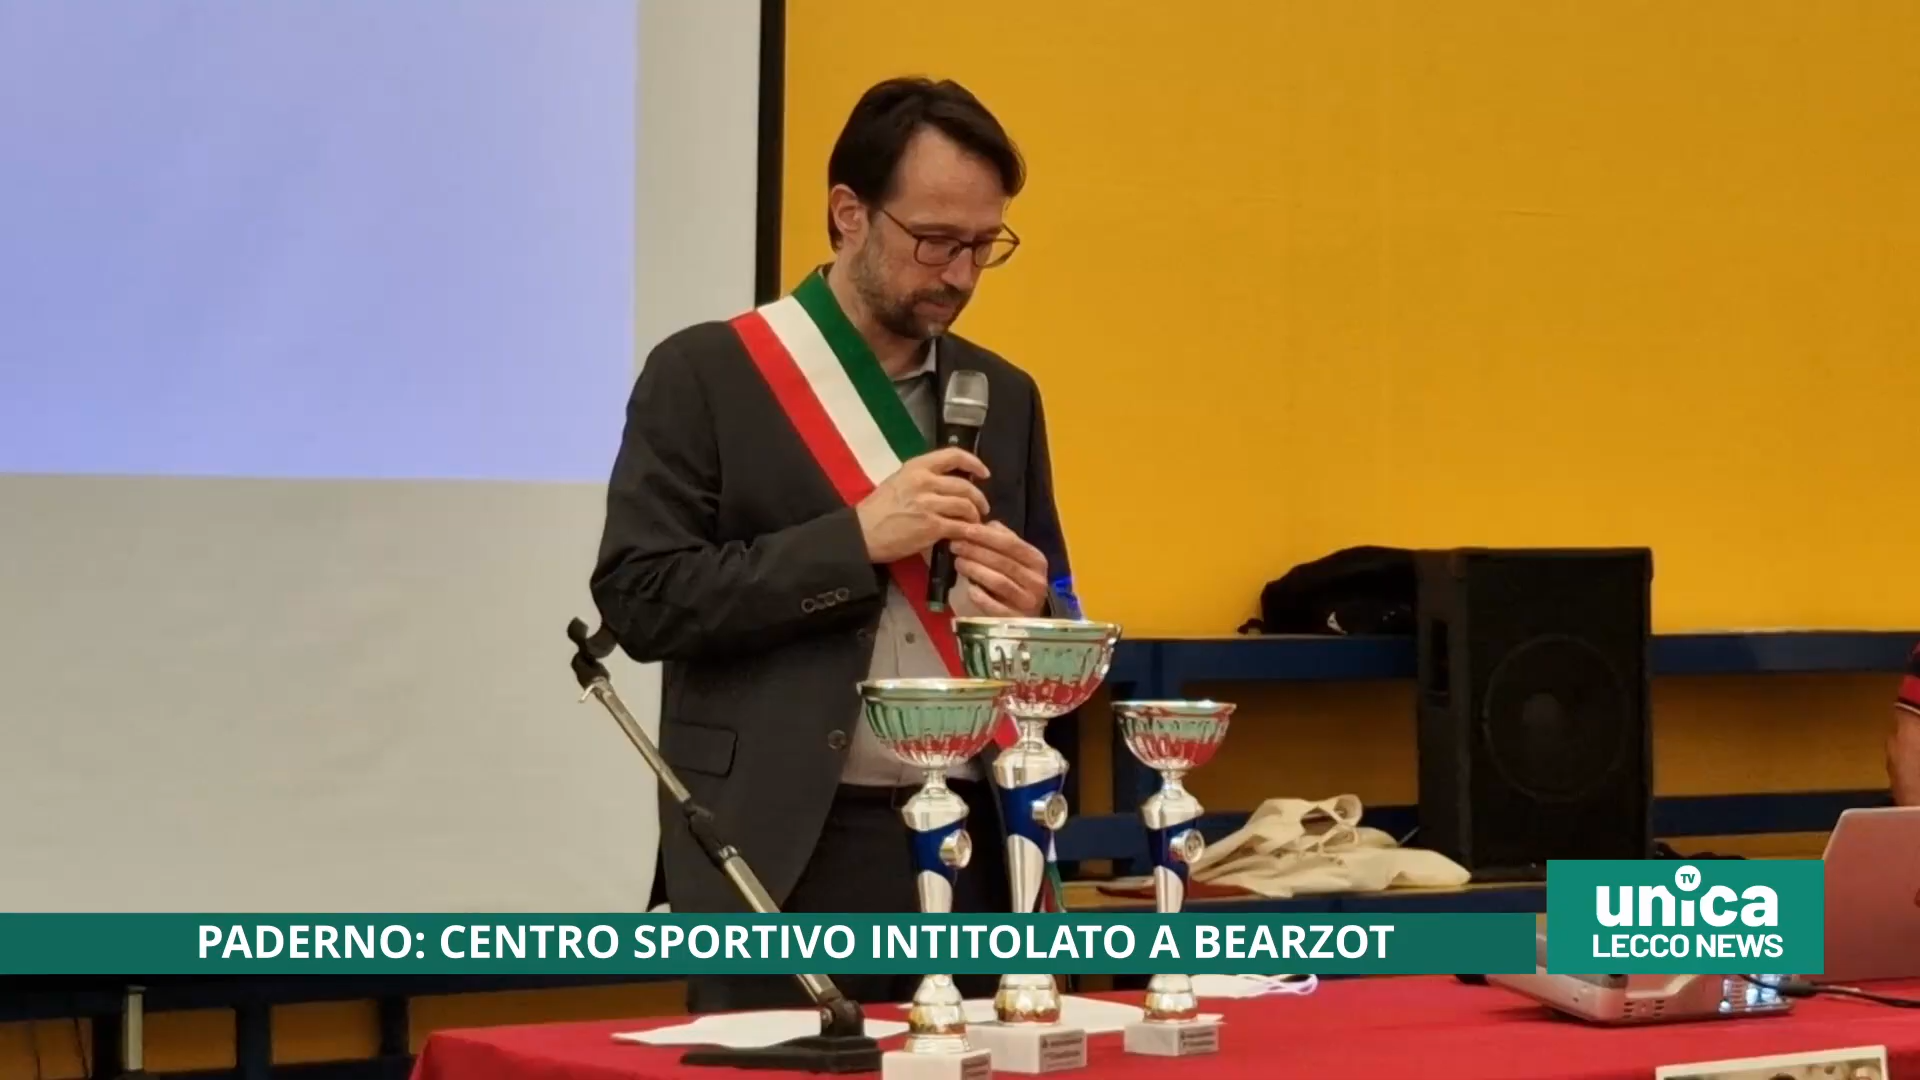 PADERNO: CENTRO SPORTIVO INTITOLATO A BEARZOT
unica TV
LECCO NEWS